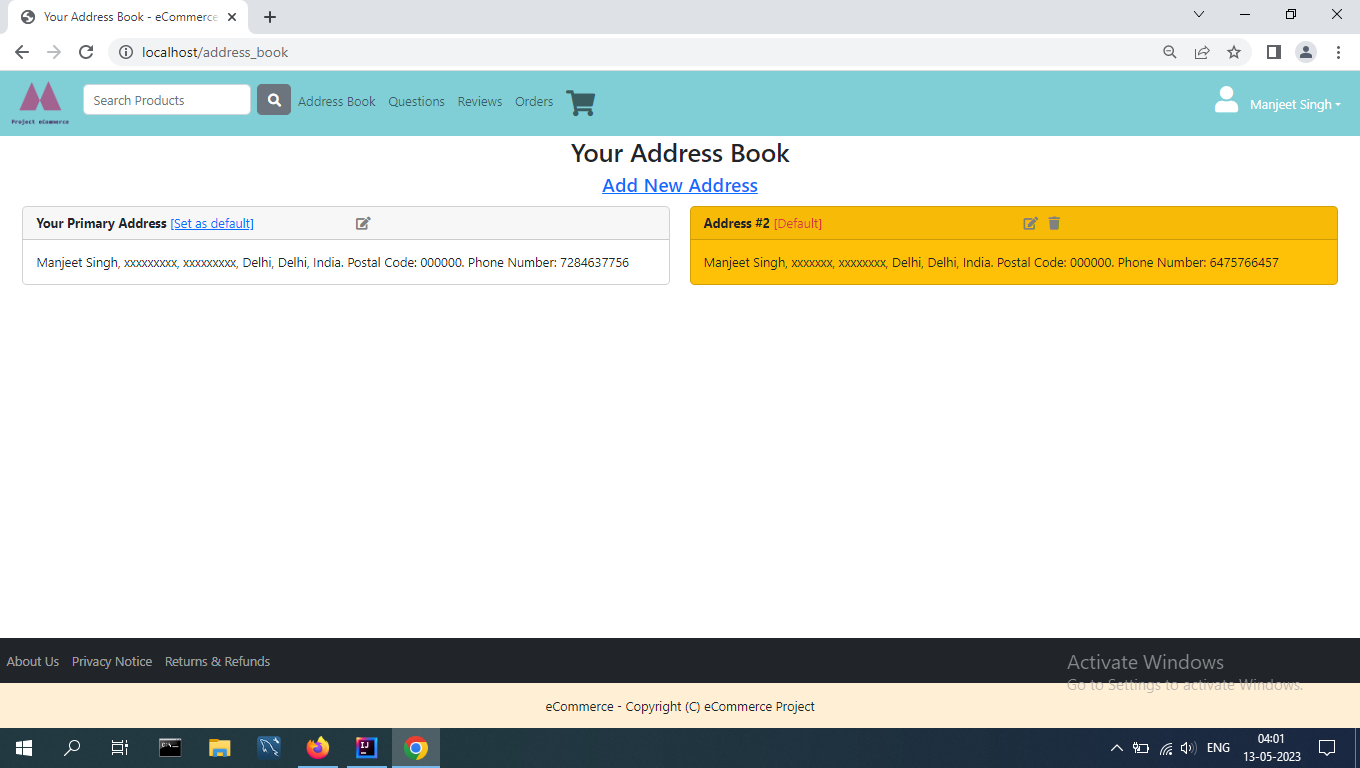 Your Address Book - eCommerce
localhost/address_book
Project eCommerce
Search Products
Address Book Questions Reviews Orders
Manjeet Singh
Your Address Book
Add New Address
Your Primary Address [Set as default]
Manjeet Singh, xxxxxxxxx, xxxxxxxxx, Delhi, Delhi, India. Postal Code: 000000. Phone Number: 7284637756
Address #2 [Default]
Manjeet Singh, xxxxxxx, xxxxxxxx, Delhi, Delhi, India. Postal Code: 000000. Phone Number: 6475766457
About Us Privacy Notice Returns & Refunds
Activate Windows
Go to Settings to activate Windows.
eCommerce - Copyright (C) eCommerce Project
ENG
04:01
13-05-2023